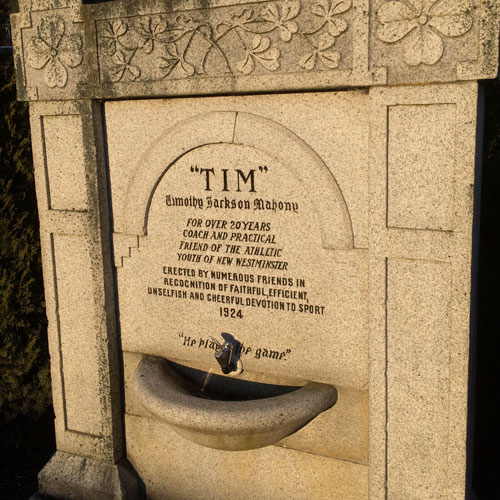 "TIM"
Timothy Jackson Mahony
FOR OVER 20 YEARS
COACH AND PRACTICAL
FRIEND OF THE ATHLETIC
YOUTH OF NEW WESTMINSTER
ERECTED BY NUMEROUS FRIENDS IN
RECOGNITION OF FAITHFUL, EFFICIENT,
UNSELFISH AND CHEERFUL DEVOTION TO SPORT
1924
"He the game."